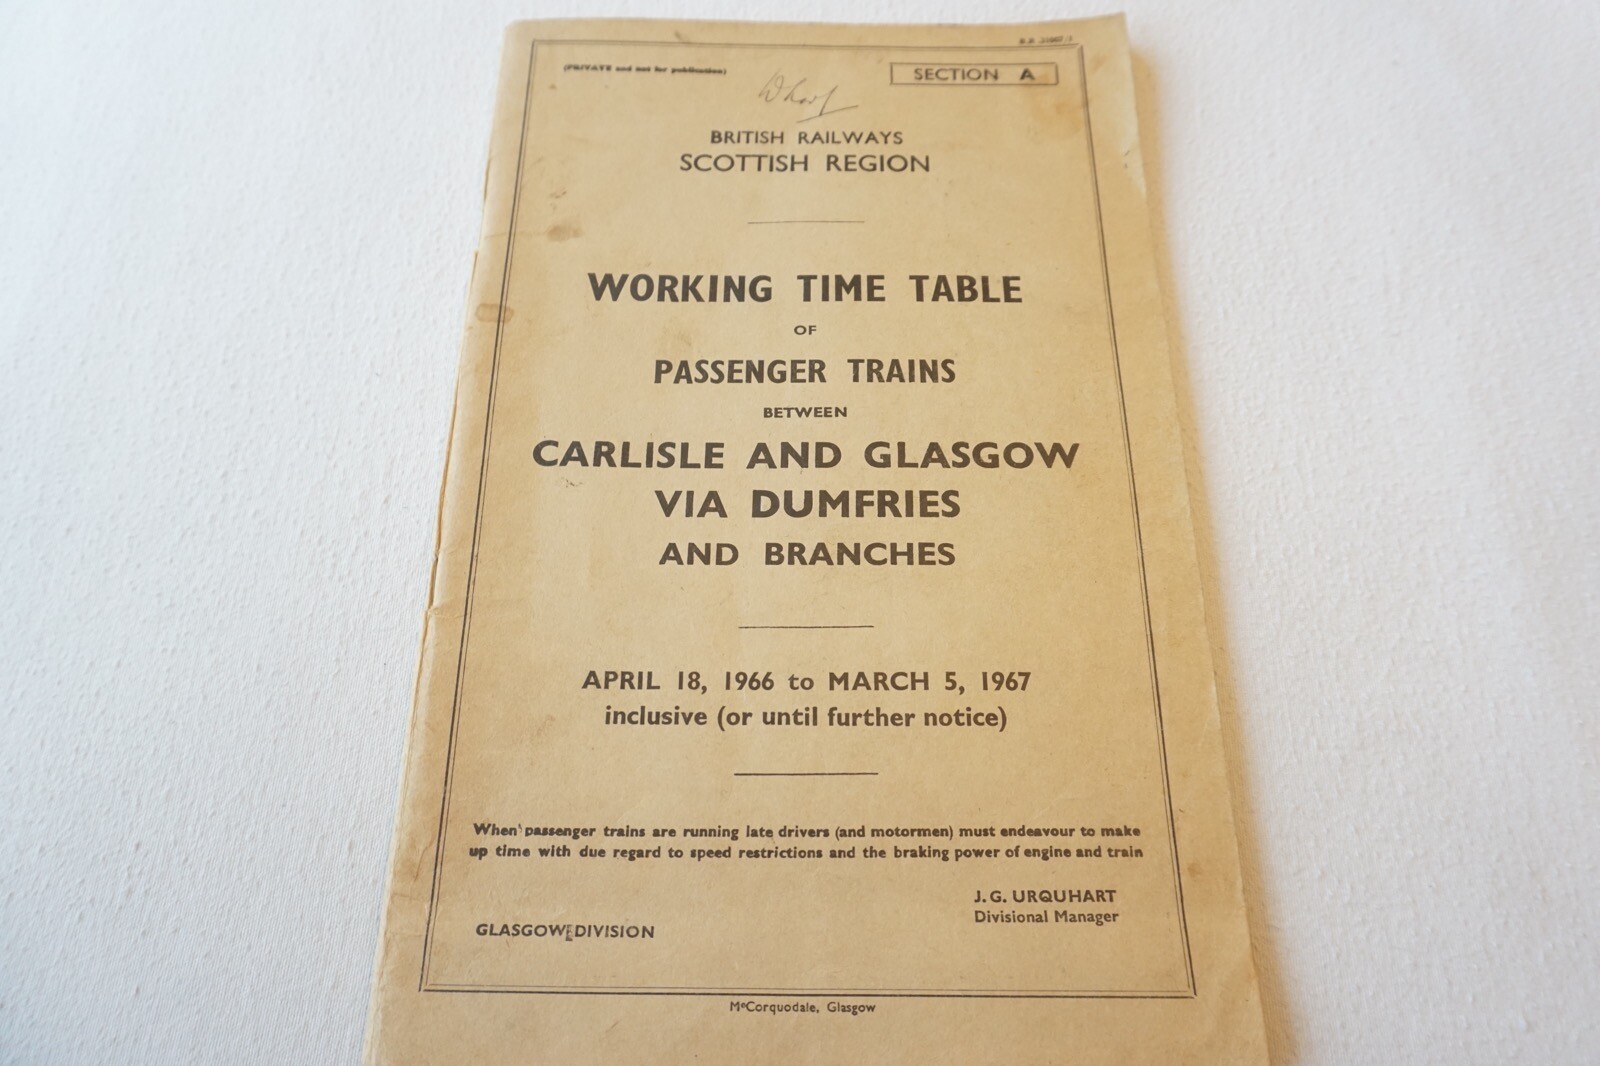 (PRIVATE and not for publication)
SECTION A
BRITISH RAILWAYS
SCOTTISH REGION
WORKING TIME TABLE
OF
PASSENGER TRAINS
BETWEEN
CARLISLE AND GLASGOW
VIA DUMFRIES
AND BRANCHES
APRIL 18, 1966 to MARCH 5, 1967
inclusive (or until further notice)
When passenger trains are running late drivers (and motormen) must endeavour to make
up time with due regard to speed restrictions and the braking power of engine and train
J. G. URQUHART
Divisional Manager
GLASGOW DIVISION
McCorquodale, Glasgow